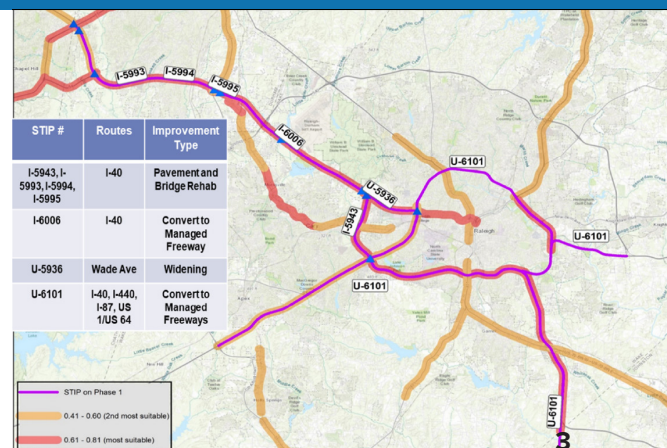 I-5993
I-5994
I-5995
I-6006
U-6101
U-5936
I-5943
Raleigh
U-6101
U-6101
U-6101
STIP #
Routes
Improvement
Type
I-5943, I-
5993, I-5994,
I-5995
I-40
Pavement and
Bridge Rehab
I-6006
I-40
Convert to
Managed
Freeway
U-5936
Wade Ave
Widening
U-6101
I-40, I-440,
I-87, US
1/US 64
Convert to
Managed
Freeways
STIP on Phase 1
0.41 - 0.60 (2nd most suitable)
0.61 - 0.81 (most suitable)
3